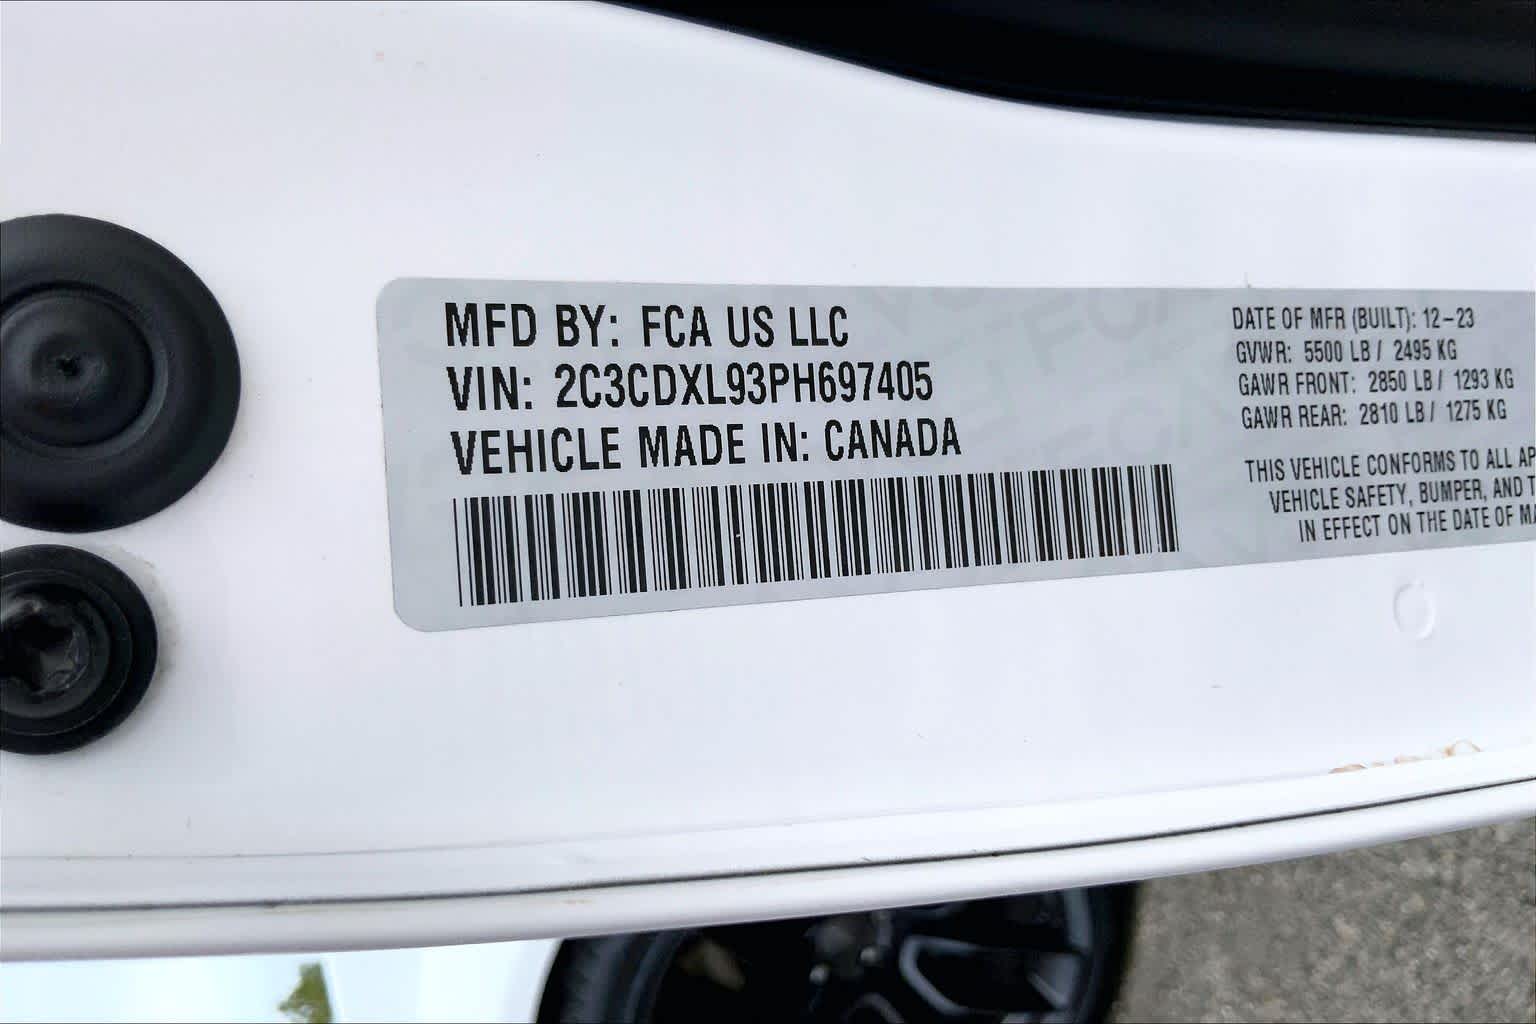 MFD BY: FCA US LLC
VIN: 2C3CDXL93PH697405
VEHICLE MADE IN: CANADA
DATE OF MFR (BUILT): 12-23
GVWR: 5500 LB / 2495 KG
GAWR FRONT: 2850 LB / 1293 KG
GAWR REAR: 2810 LB / 1275 KG
THIS VEHICLE CONFORMS TO ALL AP
VEHICLE SAFETY, BUMPER, AND T
IN EFFECT ON THE DATE OF MA